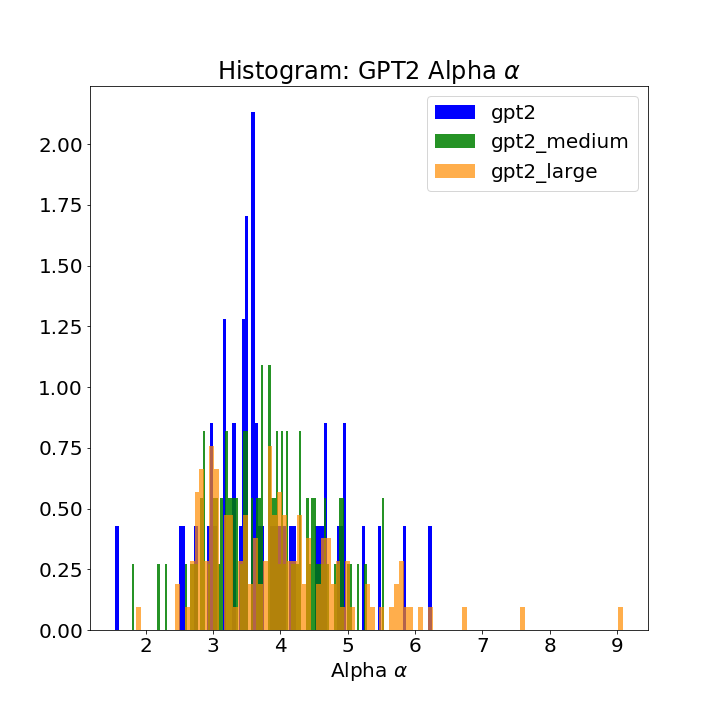 Histogram: GPT2 Alpha α
gpt2
gpt2_medium
gpt2_large
2.00
1.75
1.50
1.25
1.00
0.75
0.50
0.25
0.00
2 3 4 5 6 7 8 9
Alpha α